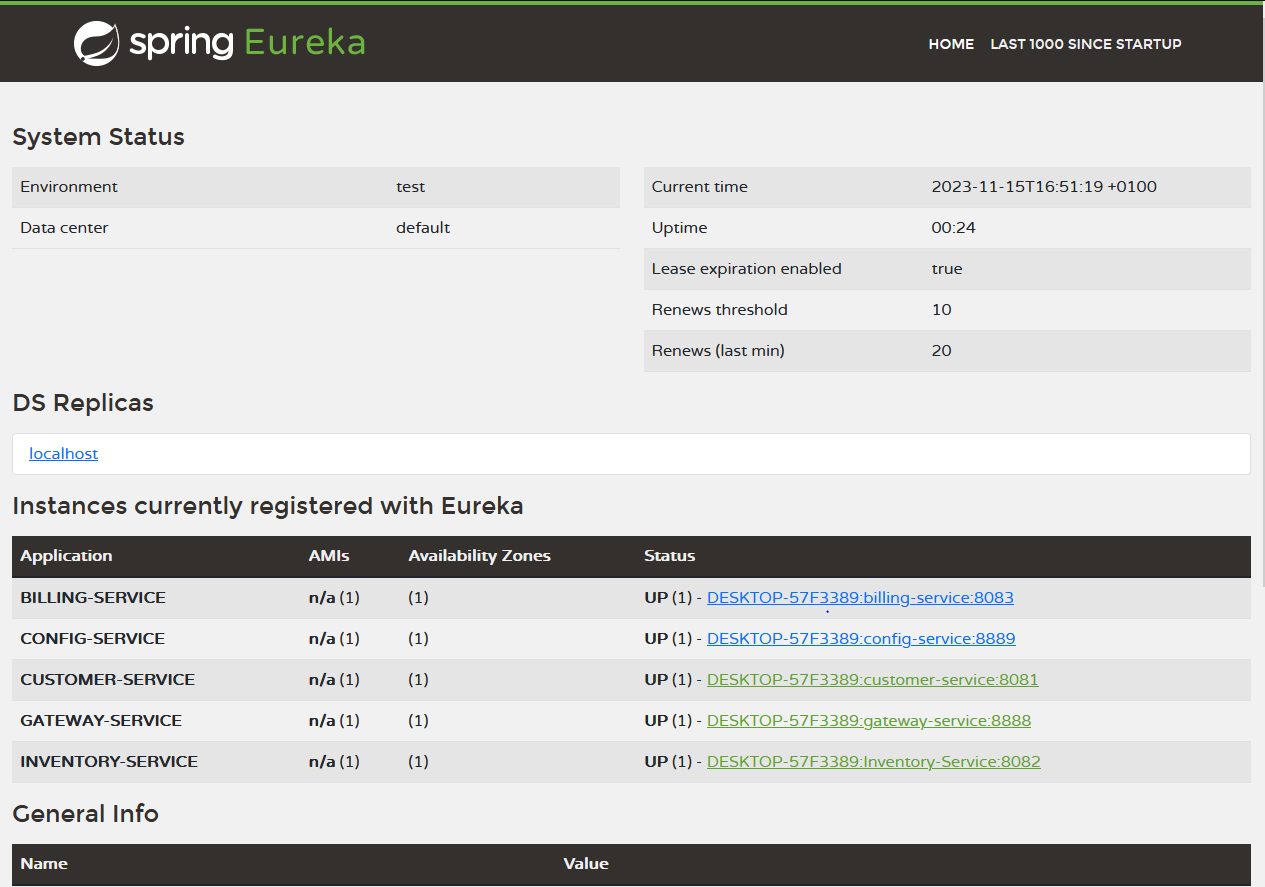 spring Eureka
HOME LAST 1000 SINCE STARTUP
System Status
Environment test
Data center default
Current time 2023-11-15T16:51:19 +0100
Uptime 00:24
Lease expiration enabled true
Renews threshold 10
Renews (last min) 20
DS Replicas
localhost
Instances currently registered with Eureka
Application AMIs Availability Zones Status
BILLING-SERVICE n/a (1) (1) UP (1) - DESKTOP-57F3389:billing-service:8083
CONFIG-SERVICE n/a (1) (1) UP (1) - DESKTOP-57F3389:config-service:8889
CUSTOMER-SERVICE n/a (1) (1) UP (1) - DESKTOP-57F3389:customer-service:8081
GATEWAY-SERVICE n/a (1) (1) UP (1) - DESKTOP-57F3389:gateway-service:8888
INVENTORY-SERVICE n/a (1) (1) UP (1) - DESKTOP-57F3389:Inventory-Service:8082
General Info
Name Value